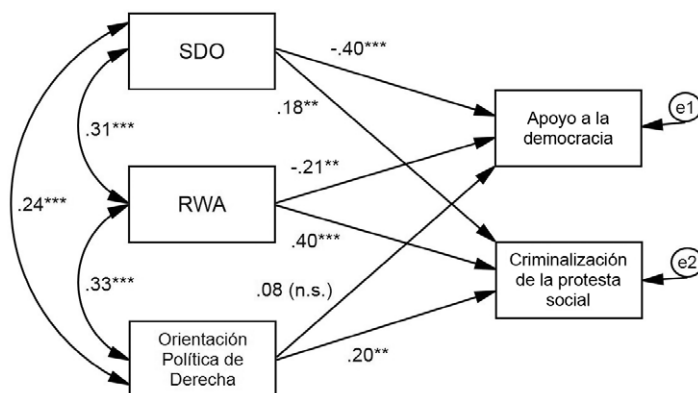 SDO
-.40***
.18**
Apoyo a la
democracia
e1
.31***
-.21**
RWA
.24***
.40***
Criminalización
de la protesta
social
e2
.33***
.08 (n.s.)
Orientación
Política de
Derecha
.20**